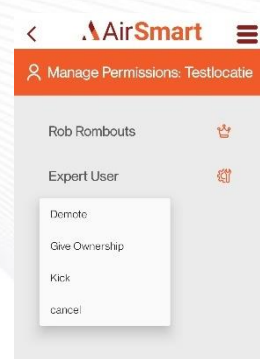 AirSmart
Manage Permissions: Testlocatie
Rob Rombouts
Expert User
Demote
Give Ownership
Kick
cancel